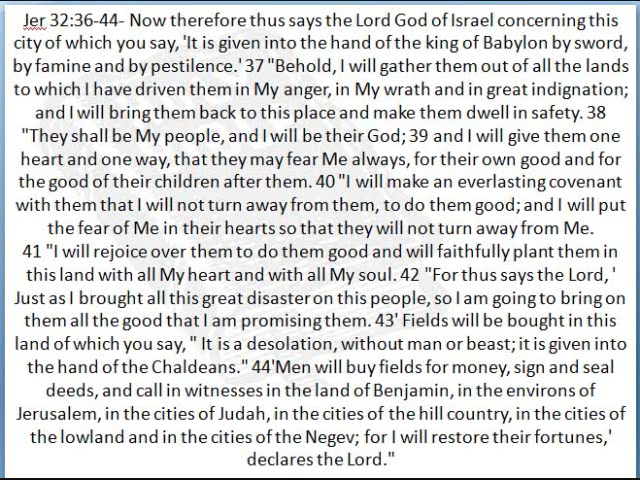 Jer 32:36-44- Now therefore thus says the Lord God of Israel concerning this
city of which you say, 'It is given into the hand of the king of Babylon by sword,
by famine and by pestilence.' 37 "Behold, I will gather them out of all the lands
to which I have driven them in My anger, in My wrath and in great indignation;
and I will bring them back to this place and make them dwell in safety. 38
"They shall be My people, and I will be their God; 39 and I will give them one
heart and one way, that they may fear Me always, for their own good and for
the good of their children after them. 40 "I will make an everlasting covenant
with them that I will not turn away from them, to do them good; and I will put
the fear of Me in their hearts so that they will not turn away from Me.
41 "I will rejoice over them to do them good and will faithfully plant them in
this land with all My heart and with all My soul. 42 "For thus says the Lord, '
Just as I brought all this great disaster on this people, so I am going to bring on
them all the good that I am promising them. 43' Fields will be bought in this
land of which you say, " It is a desolation, without man or beast; it is given into
the hand of the Chaldeans." 44'Men will buy fields for money, sign and seal
deeds, and call in witnesses in the land of Benjamin, in the environs of
Jerusalem, in the cities of Judah, in the cities of the hill country, in the cities of
the lowland and in the cities of the Negev; for I will restore their fortunes,'
declares the Lord."